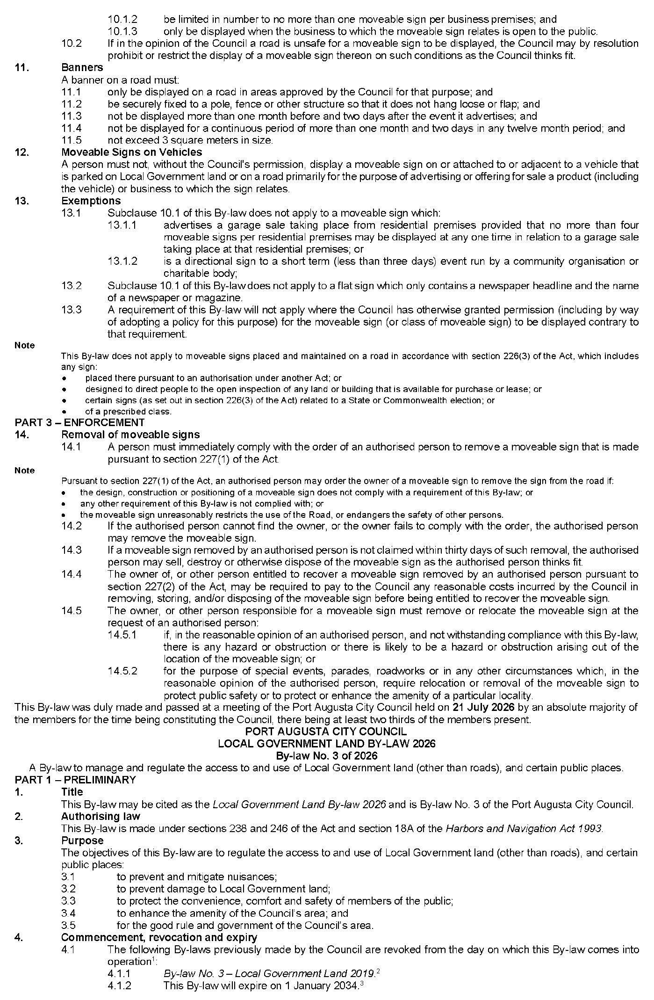 10.1.2 be limited in number to no more than one moveable sign per business premises; and
10.1.3 only be displayed when the business to which the moveable sign relates is open to the public.
10.2 If in the opinion of the Council a road is unsafe for a moveable sign to be displayed, the Council may by resolution
prohibit or restrict the display of a moveable sign thereon on such conditions as the Council thinks fit.
11. Banners
A banner on a road must:
11.1 only be displayed on a road in areas approved by the Council for that purpose; and
11.2 be securely fixed to a pole, fence or other structure so that it does not hang loose or flap; and
11.3 not be displayed more than one month before and two days after the event it advertises; and
11.4 not be displayed for a continuous period of more than one month and two days in any twelve month period; and
11.5 not exceed 3 square meters in size.
12. Moveable Signs on Vehicles
A person must not, without the Council's permission, display a moveable sign on or attached to or adjacent to a vehicle that
is parked on Local Government land or on a road primarily for the purpose of advertising or offering for sale a product (including
the vehicle) or business to which the sign relates.
13. Exemptions
13.1 Subclause 10.1 of this By-law does not apply to a moveable sign which:
13.1.1 advertises a garage sale taking place from residential premises provided that no more than four
moveable signs per residential premises may be displayed at any one time in relation to a garage sale
taking place at that residential premises; or
13.1.2 is a directional sign to a short term (less than three days) event run by a community organisation or
charitable body;
13.2 Subclause 10.1 of this By-law does not apply to a flat sign which only contains a newspaper headline and the name
of a newspaper or magazine.
13.3 A requirement of this By-law will not apply where the Council has otherwise granted permission (including by way
of adopting a policy for this purpose) for the moveable sign (or class of moveable sign) to be displayed contrary to
that requirement.
Note
This By-law does not apply to moveable signs placed and maintained on a road in accordance with section 226(3) of the Act, which includes
any sign:
● placed there pursuant to an authorisation under another Act; or
● designed to direct people to the open inspection of any land or building that is available for purchase or lease; or
● certain signs (as set out in section 226(3) of the Act) related to a State or Commonwealth election; or
● of a prescribed class.
PART 3 – ENFORCEMENT
14. Removal of moveable signs
14.1 A person must immediately comply with the order of an authorised person to remove a moveable sign that is made
pursuant to section 227(1) of the Act.
Note
Pursuant to section 227(1) of the Act, an authorised person may order the owner of a moveable sign to remove the sign from the road if:
● the design, construction or positioning of a moveable sign does not comply with a requirement of this By-law; or
● any other requirement of this By-law is not complied with; or
● the moveable sign unreasonably restricts the use of the Road, or endangers the safety of other persons.
14.2 If the authorised person cannot find the owner, or the owner fails to comply with the order, the authorised person
may remove the moveable sign.
14.3 If a moveable sign removed by an authorised person is not claimed within thirty days of such removal, the authorised
person may sell, destroy or otherwise dispose of the moveable sign as the authorised person thinks fit.
14.4 The owner of, or other person entitled to recover a moveable sign removed by an authorised person pursuant to
section 227(2) of the Act, may be required to pay to the Council any reasonable costs incurred by the Council in
removing, storing, and/or disposing of the moveable sign before being entitled to recover the moveable sign.
14.5 The owner, or other person responsible for a moveable sign must remove or relocate the moveable sign at the
request of an authorised person:
14.5.1 if, in the reasonable opinion of an authorised person, and not withstanding compliance with this By-law,
there is any hazard or obstruction or there is likely to be a hazard or obstruction arising out of the
location of the moveable sign; or
14.5.2 for the purpose of special events, parades, roadworks or in any other circumstances which, in the
reasonable opinion of the authorised person, require relocation or removal of the moveable sign to
protect public safety or to protect or enhance the amenity of a particular locality.
This By-law was duly made and passed at a meeting of the Port Augusta City Council held on 21 July 2026 by an absolute majority of
the members for the time being constituting the Council, there being at least two thirds of the members present.
PORT AUGUSTA CITY COUNCIL
LOCAL GOVERNMENT LAND BY-LAW 2026
By-law No. 3 of 2026
A By-law to manage and regulate the access to and use of Local Government land (other than roads), and certain public places.
PART 1 – PRELIMINARY
1. Title
This By-law may be cited as the Local Government Land By-law 2026 and is By-law No. 3 of the Port Augusta City Council.
2. Authorising law
This By-law is made under sections 238 and 246 of the Act and section 18A of the Harbors and Navigation Act 1993.
3. Purpose
The objectives of this By-law are to regulate the access to and use of Local Government land (other than roads), and certain
public places:
3.1 to prevent and mitigate nuisances;
3.2 to prevent damage to Local Government land;
3.3 to protect the convenience, comfort and safety of members of the public;
3.4 to enhance the amenity of the Council's area; and
3.5 for the good rule and government of the Council's area.
4. Commencement, revocation and expiry
4.1 The following By-laws previously made by the Council are revoked from the day on which this By-law comes into
operation¹:
4.1.1 By-law No. 3 – Local Government Land 2019.²
4.1.2 This By-law will expire on 1 January 2034.³